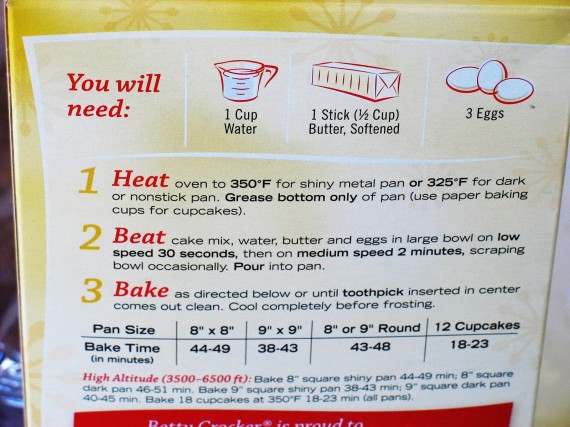 You will
need:
1 Cup
Water
1 Stick (½ Cup)
Butter, Softened
3 Eggs
1 Heat oven to 350°F for shiny metal pan or 325°F for dark
or nonstick pan. Grease bottom only of pan (use paper baking
cups for cupcakes).
2 Beat cake mix, water, butter and eggs in large bowl on low
speed 30 seconds, then on medium speed 2 minutes, scraping
bowl occasionally. Pour into pan.
3 Bake as directed below or until toothpick inserted in center
comes out clean. Cool completely before frosting.
Pan Size 8" x 8" 9" x 9" 8" or 9" Round 12 Cupcakes
Bake Time 44-49 38-43 43-48 18-23
(in minutes)
High Altitude (3500–6500 ft): Bake 8" square shiny pan 44-49 min; 8" square
dark pan 46-51 min. Bake 9" square shiny pan 38-43 min; 9" square dark pan
40-45 min. Bake 18 cupcakes at 350°F 18-23 min (all pans).
Betty Crocker® is proud to